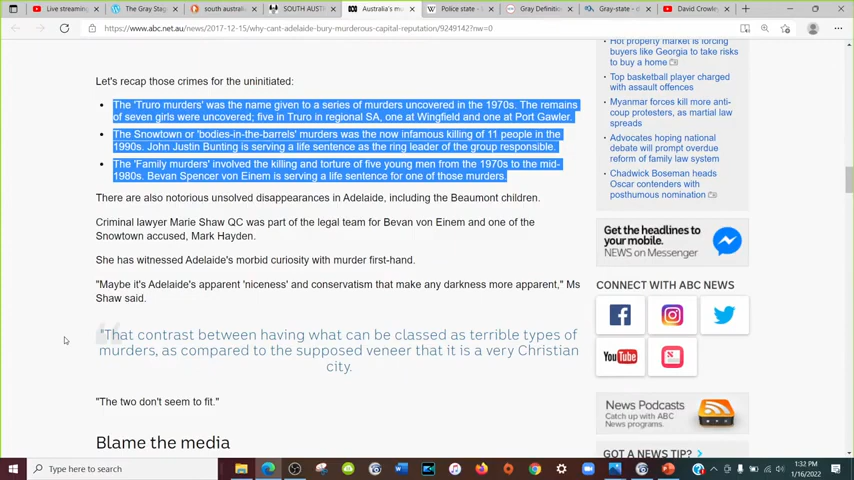 Live streaming
The Gray Stag
south australia
SOUTH AUST
Australia's mu
Police state -
Gray Definition
Gray-state - d
David Crowley
https://www.abc.net.au/news/2017-12-15/why-cant-adelaide-bury-murderous-capital-reputation/9249142?nw=0
Let's recap those crimes for the uninitiated:
The 'Truro murders' was the name given to a series of murders uncovered in the 1970s. The remains
of seven girls were uncovered; five in Truro in regional SA, one at Wingfield and one at Port Gawler.
The Snowtown or 'bodies-in-the-barrels' murders was the now infamous killing of 11 people in the
1990s. John Justin Bunting is serving a life sentence as the ring leader of the group responsible.
The 'Family murders' involved the killing and torture of five young men from the 1970s to the mid-
1980s. Bevan Spencer von Einem is serving a life sentence for one of those murders.
There are also notorious unsolved disappearances in Adelaide, including the Beaumont children.
Criminal lawyer Marie Shaw QC was part of the legal team for Bevan von Einem and one of the
Snowtown accused, Mark Hayden.
She has witnessed Adelaide's morbid curiosity with murder first-hand.
"Maybe it's Adelaide's apparent 'niceness' and conservatism that make any darkness more apparent," Ms
Shaw said.
"That contrast between having what can be classed as terrible types of
murders, as compared to the supposed veneer that it is a very Christian
city.
"The two don't seem to fit."
Blame the media
Hot property market is forcing
buyers like Georgia to take risks
to buy a home
Top basketball player charged
with assault offences
Myanmar forces kill more anti-
coup protesters, as martial law
spreads
Advocates hoping national
debate will prompt overdue
reform of family law system
Chadwick Boseman heads
Oscar contenders with
posthumous nomination
Get the headlines to
your mobile.
NEWS on Messenger
CONNECT WITH ABC NEWS
You Tube
News Podcasts
Catch up with ABC
News programs.
GOT A NEWS TIP?
Type here to search
1:32 PM
1/16/2022